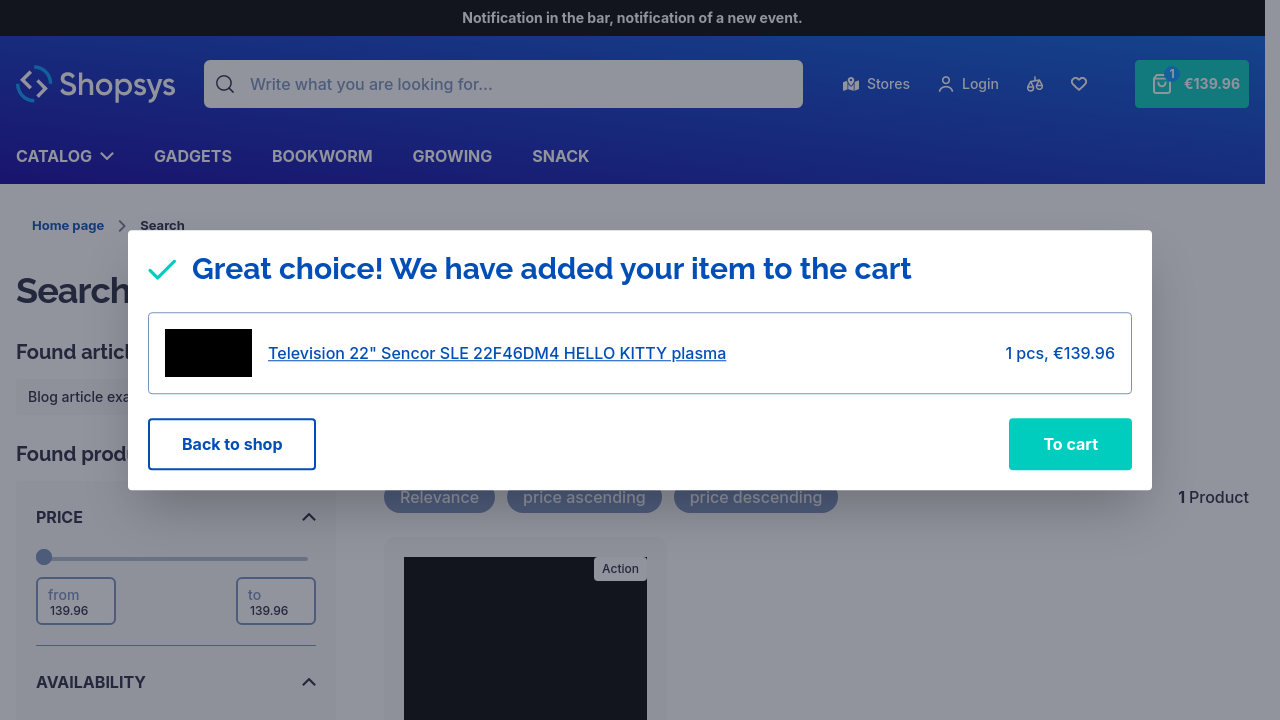 Notification in the bar, notification of a new event.
Shopsys
Write what you are looking for...
Stores
Login
1
€139.96
CATALOG
GADGETS
BOOKWORM
GROWING
SNACK
Home page
Search
Search
Great choice! We have added your item to the cart
Television 22" Sencor SLE 22F46DM4 HELLO KITTY plasma
1 pcs, €139.96
Back to shop
To cart
Found artic
Blog article exa
Found produ
Relevance
price ascending
price descending
1 Product
PRICE
from
139.96
to
139.96
Action
AVAILABILITY